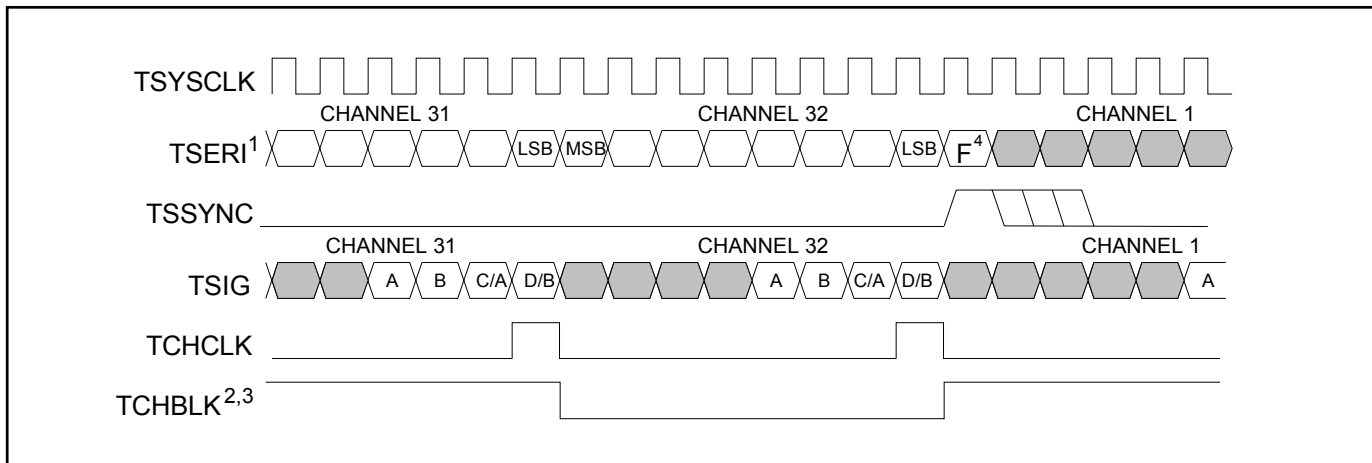 TSYSCLK
CHANNEL 31 CHANNEL 32 CHANNEL 1
TSERI¹ LSB MSB LSB F⁴
TSSYNC
CHANNEL 31 CHANNEL 32 CHANNEL 1
TSIG A B C/A D/B A B C/A D/B A
TCHCLK
TCHBLK²,³